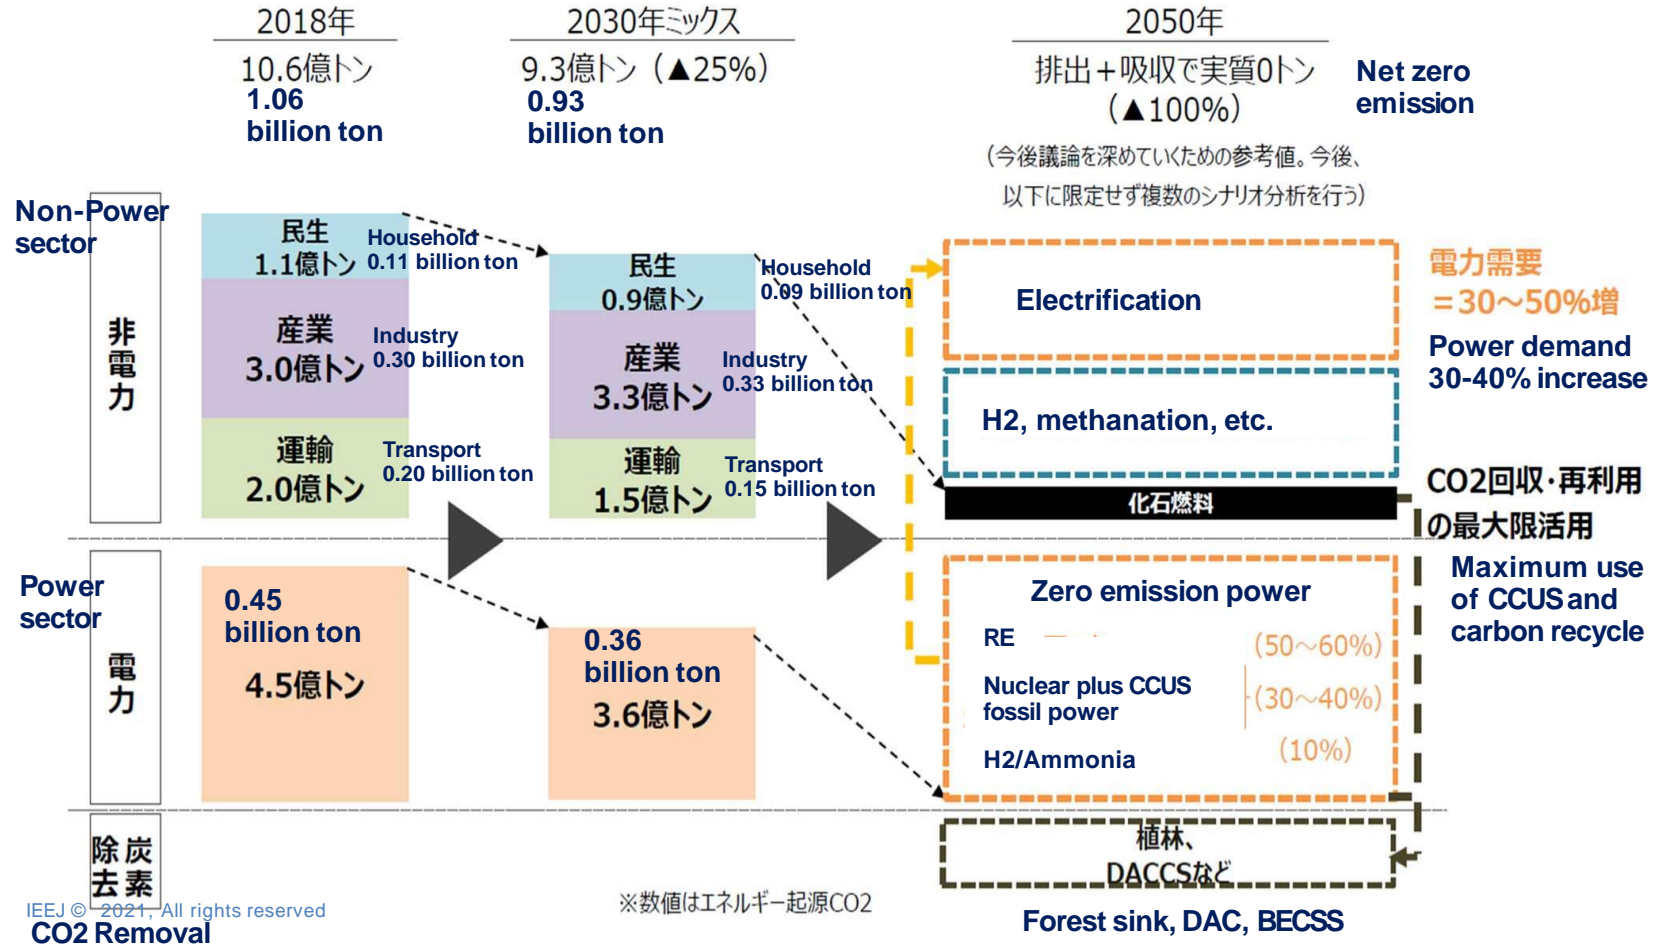 2018年
10.6億トン
1.06
billion ton
2030年ミックス
9.3億トン（▲25%）
0.93
billion ton
2050年
排出＋吸収で実質0トン
（▲100%）
Net zero
emission
（今後議論を深めていくための参考値。今後、
以下に限定せず複数のシナリオ分析を行う）
Non-Power
sector
非電力
民生
1.1億トン
Household
0.11 billion ton
産業
3.0億トン
Industry
0.30 billion ton
運輸
2.0億トン
Transport
0.20 billion ton
民生
0.9億トン
Household
0.09 billion ton
産業
3.3億トン
Industry
0.33 billion ton
運輸
1.5億トン
Transport
0.15 billion ton
Electrification
H2, methanation, etc.
化石燃料
電力需要
＝30～50%増
Power demand
30-40% increase
CO2回収・再利用
の最大限活用
Maximum use
of CCUS and
carbon recycle
Power
sector
電力
0.45
billion ton
4.5億トン
0.36
billion ton
3.6億トン
Zero emission power
RE
(50～60%)
Nuclear plus CCUS
fossil power
(30～40%)
H2/Ammonia
(10%)
炭素
除去
植林、
DACCSなど
IEEJ © 2021, All rights reserved
CO2 Removal
※数値はエネルギー起源CO2
Forest sink, DAC, BECSS